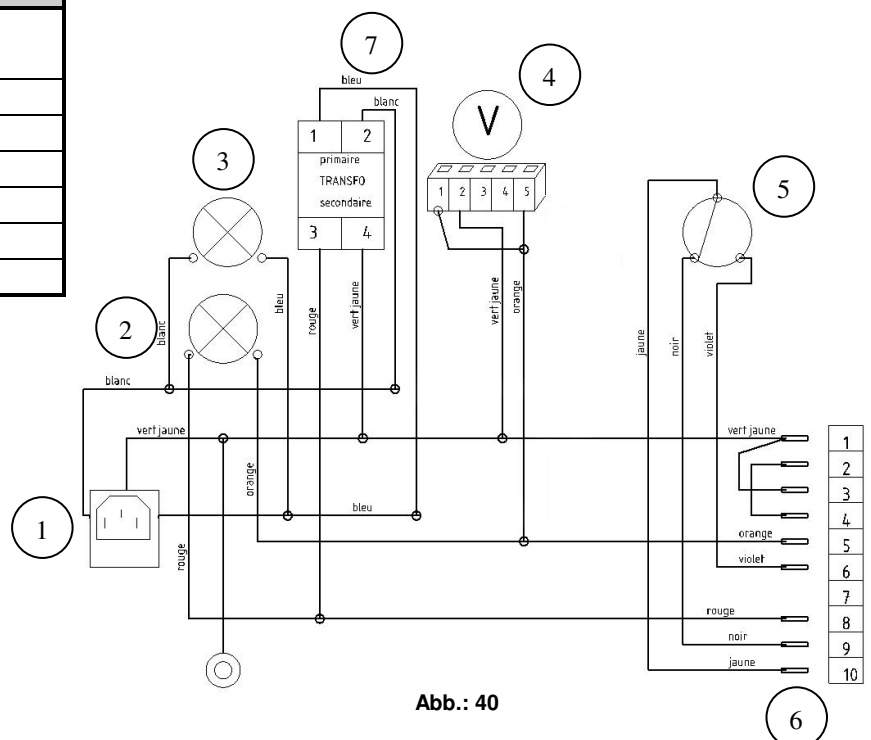 7
bleu
4
blanc
V
1 2
3
primaire
TRANSFO
secondaire
1 2 3 4 5
5
3 4
bleu
rouge
vert jaune
vert jaune
orange
2
blanc
jaune
noir
violet
blanc
vert jaune
vert jaune
1
2
orange
3
1
bleu
4
orange
5
rouge
violet
6
7
rouge
8
noir
9
jaune
10
Abb.: 40
6